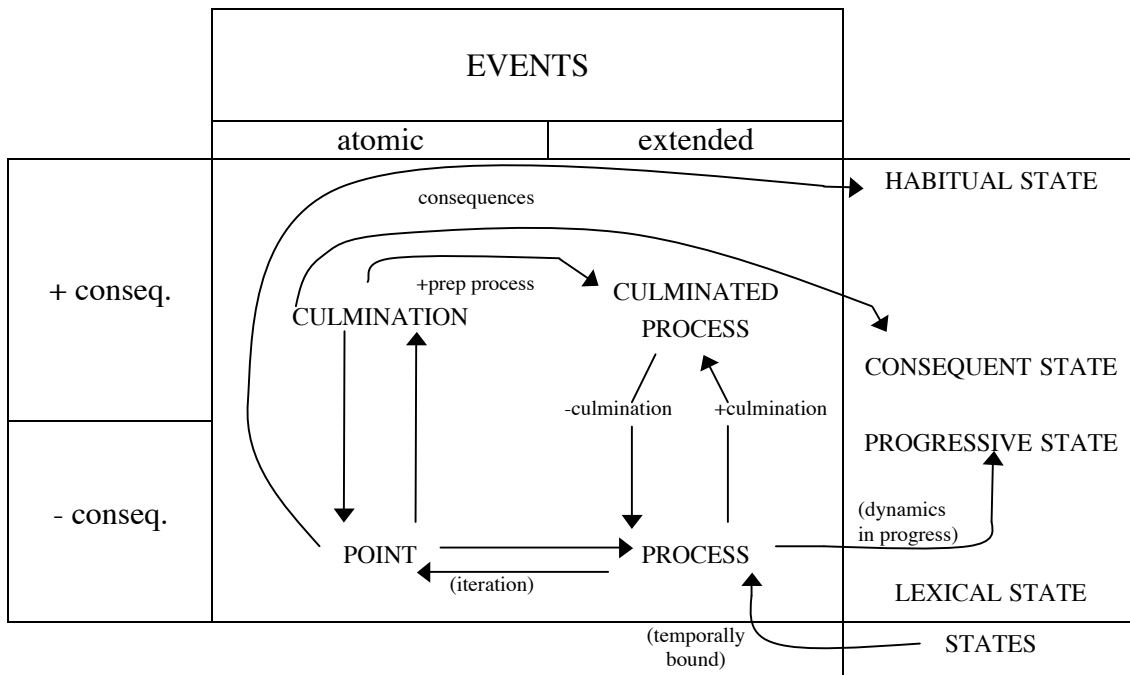 EVENTS
atomic
extended
HABITUAL STATE
consequences
+ conseq.
+prep process
CULMINATED
PROCESS
CULMINATION
CONSEQUENT STATE
-culmination
+culmination
PROGRESSIVE STATE
- conseq.
(dynamics
in progress)
POINT
PROCESS
(iteration)
LEXICAL STATE
(temporally
bound)
STATES